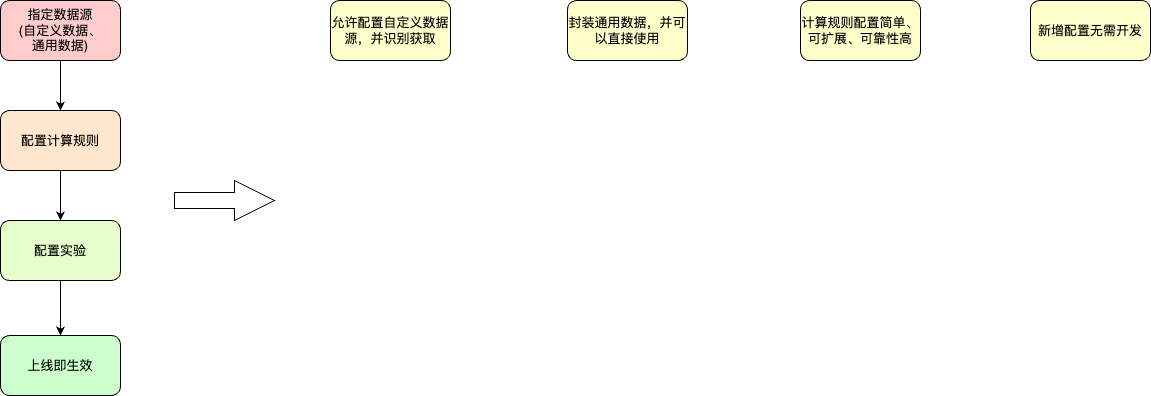 指定数据源
(自定义数据、
通用数据)
配置计算规则
配置实验
上线即生效
允许配置自定义数据
源，并识别获取
封装通用数据，并可
以直接使用
计算规则配置简单、
可扩展、可靠性高
新增配置无需开发